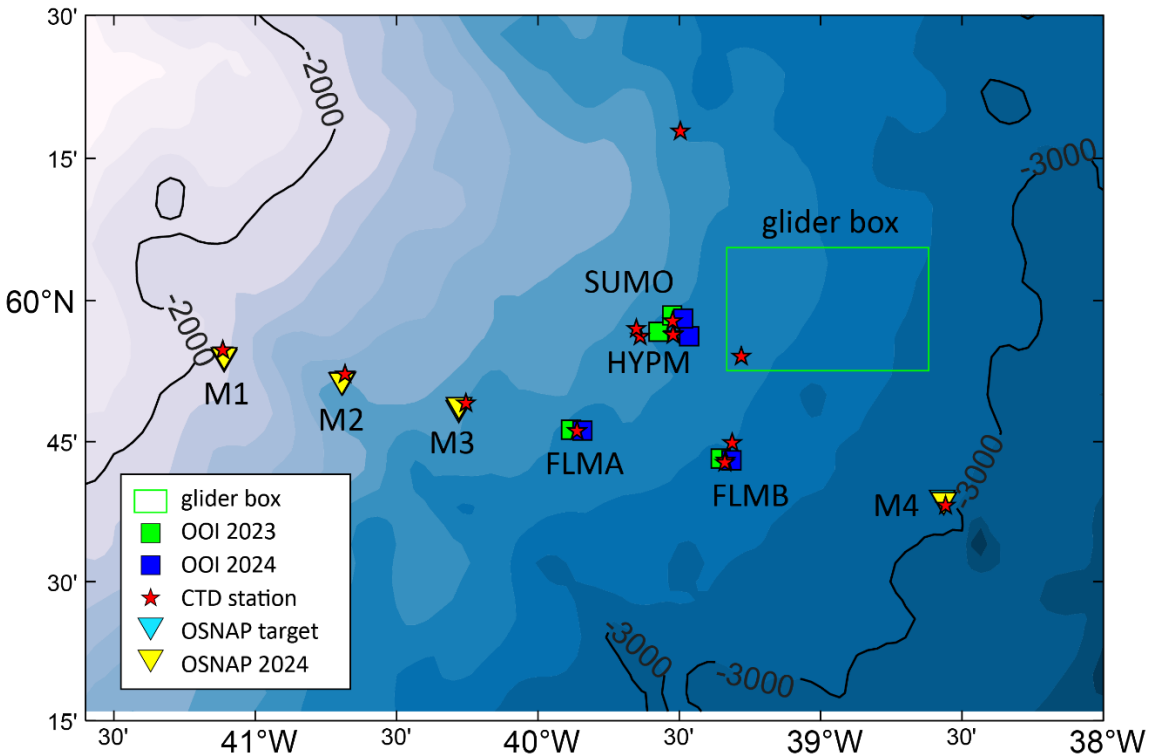 30'
-2000
-3000
15'
glider box
SUMO
60°N
-2000
HYPM
M1
M2
M3
45'
FLMA
-3000
FLMB
M4
glider box
OOI 2023
OOI 2024
CTD station
OSNAP target
OSNAP 2024
30'
-3000
-3000
15'
30'
41°W
30'
40°W
30'
39°W
30'
38°W